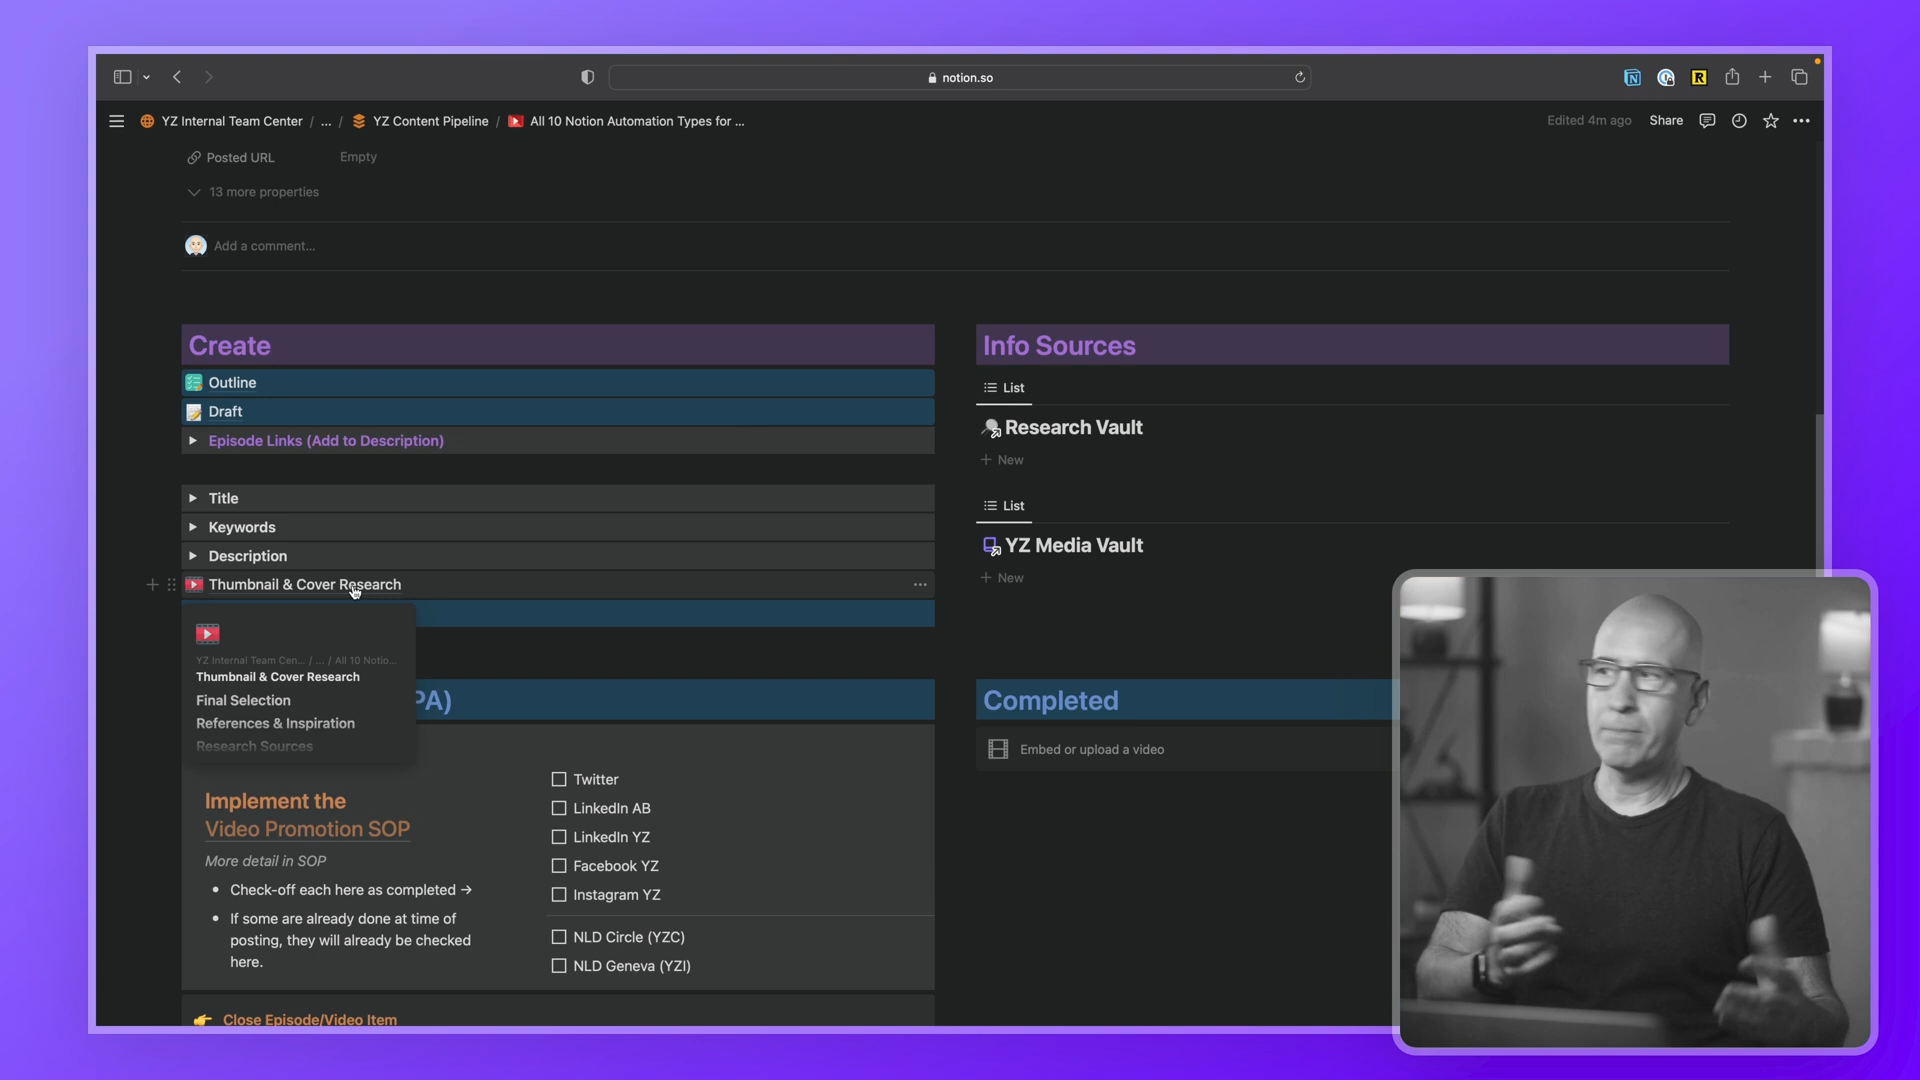 notion.so
YZ Internal Team Center / ... / YZ Content Pipeline / All 10 Notion Automation Types for ...
Edited 4m ago Share
Posted URL Empty
13 more properties
Add a comment...
Create
Outline
Draft
Episode Links (Add to Description)
Title
Keywords
Description
Thumbnail & Cover Research
YZ Internal Team Cen... / ... / All 10 Notio...
Thumbnail & Cover Research
Final Selection
References & Inspiration
Research Sources
PA)
Implement the
Video Promotion SOP
More detail in SOP
• Check-off each here as completed →
• If some are already done at time of
posting, they will already be checked
here.
Twitter
LinkedIn AB
LinkedIn YZ
Facebook YZ
Instagram YZ
NLD Circle (YZC)
NLD Geneva (YZI)
Close Episode/Video Item
Info Sources
List
Research Vault
+ New
List
YZ Media Vault
+ New
Completed
Embed or upload a video